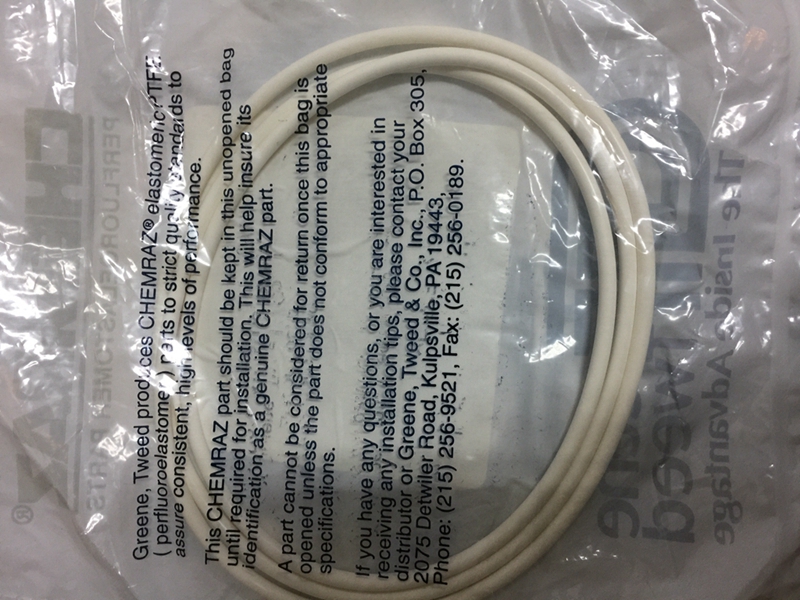 Greene, Tweed produces CHEMRAZ® elastomeric PTFE
( perfluoroelastomer ) parts to strict quality standards to
assure consistent, high levels of performance.
This CHEMRAZ part should be kept in this unopened bag
until required for installation. This will help insure its
identification as a genuine CHEMRAZ part.
A part cannot be considered for return once this bag is
opened unless the part does not conform to appropriate
specifications.
If you have any questions, or you are interested in
receiving any installation tips, please contact your
distributor or Greene, Tweed & Co., Inc., P.O. Box 305,
2075 Detwiler Road, Kulpsville, PA 19443,
Phone: (215) 256-9521, Fax: (215) 256-0189.
CHEMRAZ®
PERFLUOROELASTOMER PARTS
Greene
Tweed
The Inside Advantage